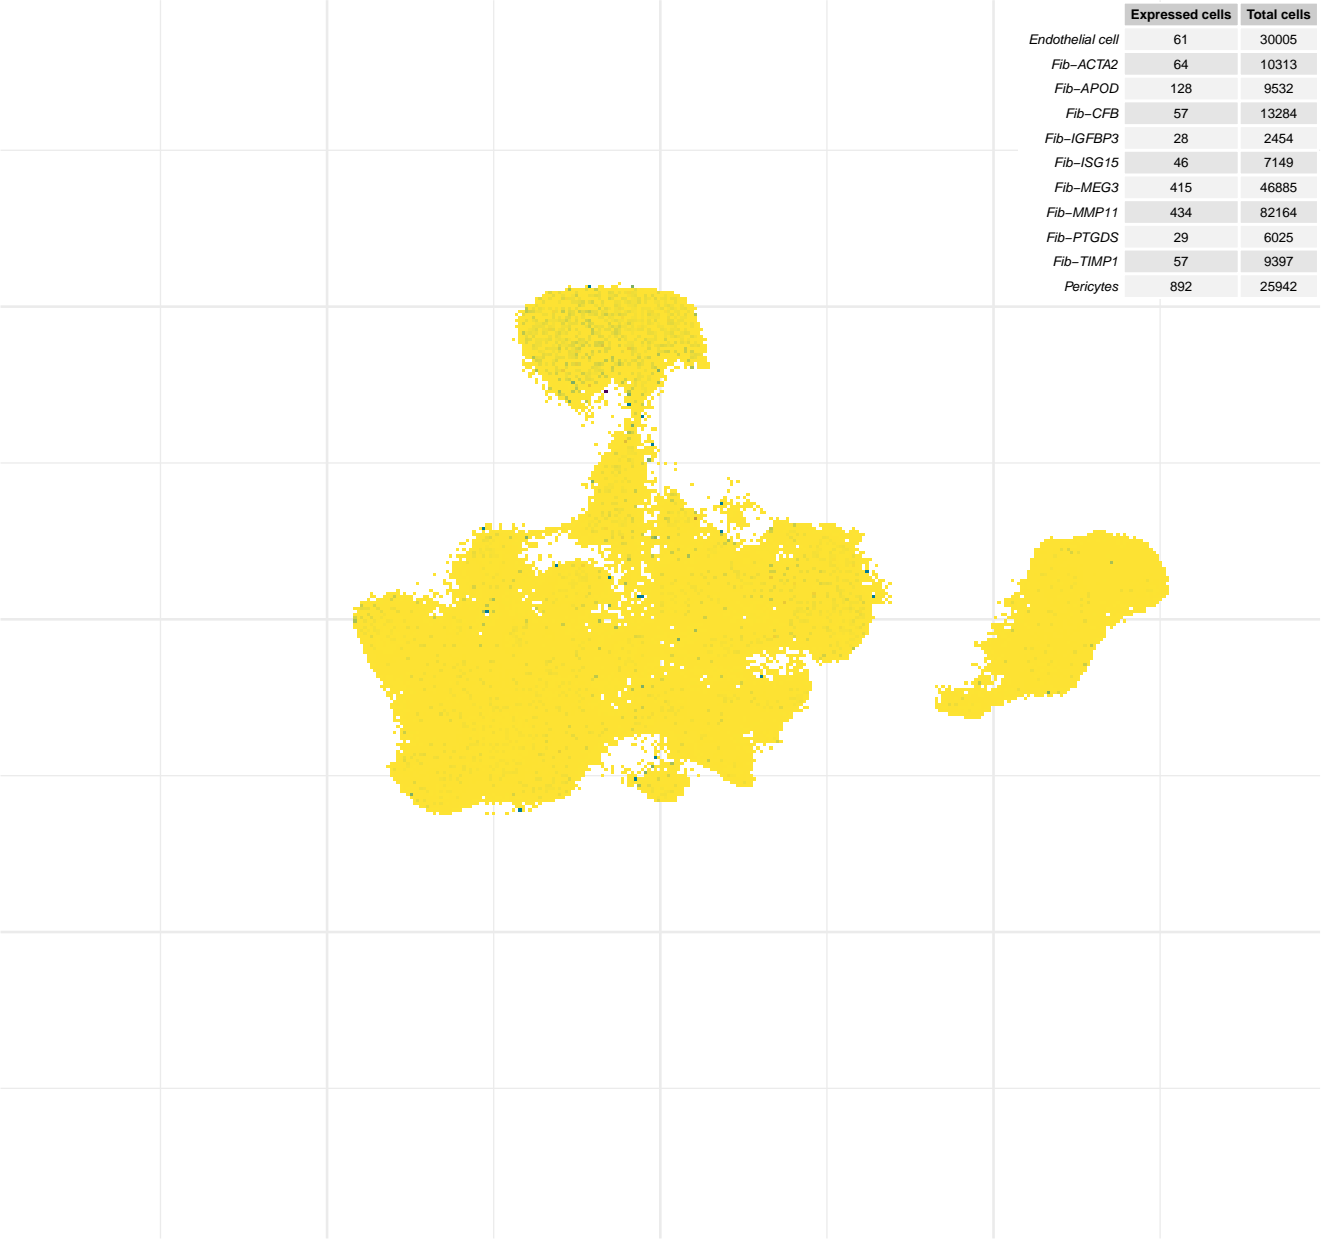 Expressed cells Total cells
Endothelial cell 61 30005
Fib−ACTA2 64 10313
Fib−APOD 128 9532
Fib−CFB 57 13284
Fib−IGFBP3 28 2454
Fib−ISG15 46 7149
Fib−MEG3 415 46885
Fib−MMP11 434 82164
Fib−PTGDS 29 6025
Fib−TIMP1 57 9397
Pericytes 892 25942